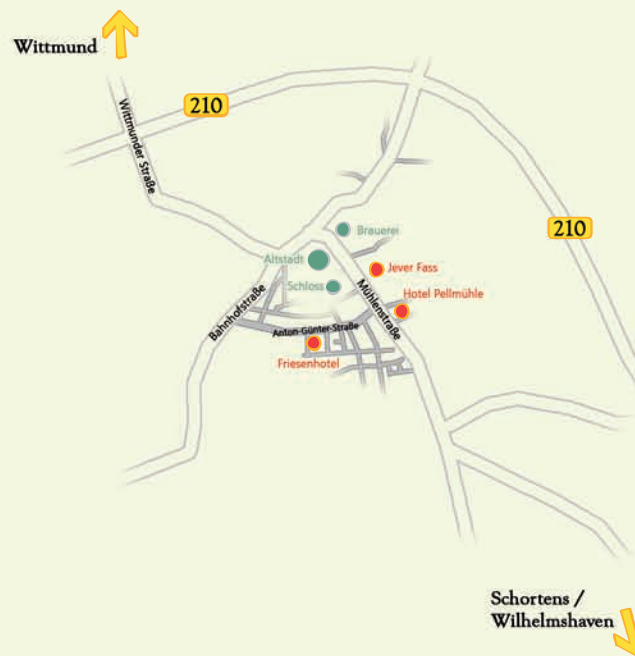 Wittmund
210
Wittmunder Straße
210
Brauerei
Altstadt
Jever Fass
Schloss
Hotel Pellmühle
Mühlenstraße
Bahnhofstraße
Anton-Günter-Straße
Friesenhotel
Schortens /
Wilhelmshaven